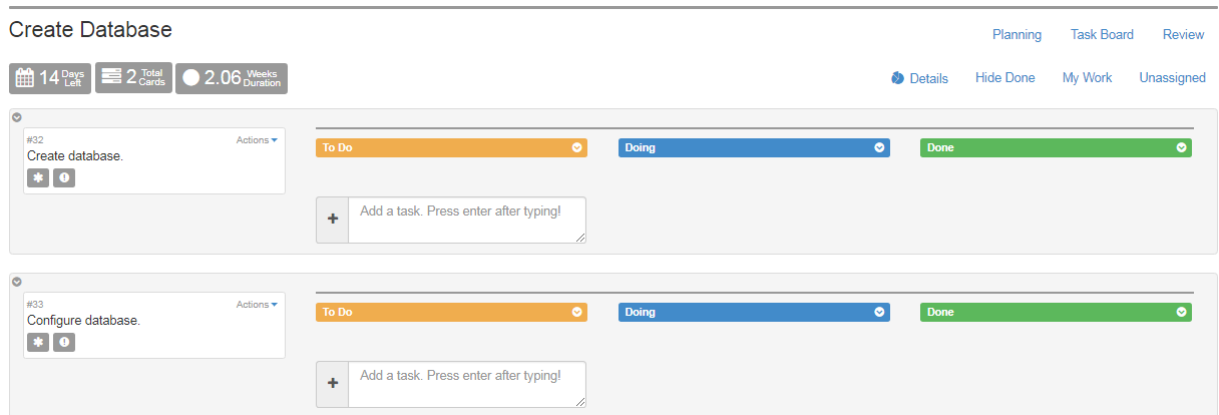 Create Database
Planning Task Board Review
14 Days Left 2 Total Cards 2.06 Weeks Duration
Details Hide Done My Work Unassigned
#32 Actions
Create database.
To Do Doing Done
Add a task. Press enter after typing!
#33 Actions
Configure database.
To Do Doing Done
Add a task. Press enter after typing!